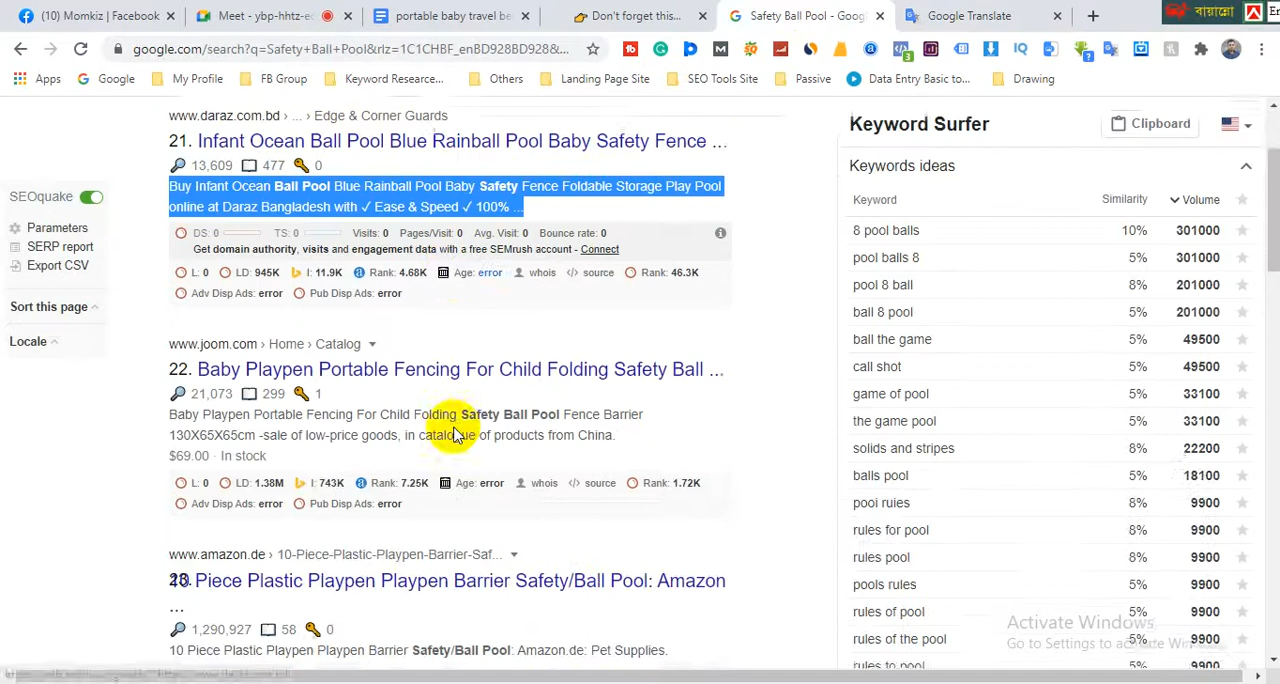 (10) Momkiz | Facebook
Meet - ybp-hhtz-e
portable baby travel be
Don't forget this...
Safety Ball Pool - Goog
Google Translate
google.com/search?q=Safety+Ball+Pool&rlz=1C1CHBF_enBD928BD928&...
Apps
Google
My Profile
FB Group
Keyword Researce...
Others
Landing Page Site
SEO Tools Site
Passive
Data Entry Basic to...
Drawing
www.daraz.com.bd › ... › Edge & Corner Guards
21. Infant Ocean Ball Pool Blue Rainball Pool Baby Safety Fence ...
13,609 477 0
Buy Infant Ocean Ball Pool Blue Rainball Pool Baby Safety Fence Foldable Storage Play Pool
online at Daraz Bangladesh with ✓ Ease & Speed ✓ 100% ...
DS: 0 TS: 0 Visits: 0 Pages/Visit: 0 Avg. Visit: 0 Bounce rate: 0
Get domain authority, visits and engagement data with a free SEMrush account - Connect
L: 0 LD: 945K I: 11.9K Rank: 4.68K Age: error whois source Rank: 46.3K
Adv Disp Ads: error Pub Disp Ads: error
www.joom.com › Home › Catalog
22. Baby Playpen Portable Fencing For Child Folding Safety Ball ...
21,073 299 1
Baby Playpen Portable Fencing For Child Folding Safety Ball Pool Fence Barrier
130X65X65cm -sale of low-price goods, in catalogue of products from China.
$69.00 · In stock
L: 0 LD: 1.38M I: 743K Rank: 7.25K Age: error whois source Rank: 1.72K
Adv Disp Ads: error Pub Disp Ads: error
www.amazon.de › 10-Piece-Plastic-Playpen-Barrier-Saf...
Piece Plastic Playpen Playpen Barrier Safety/Ball Pool: Amazon
...
1,290,927 58 0
10 Piece Plastic Playpen Playpen Barrier Safety/Ball Pool: Amazon.de: Pet Supplies.
SEOquake
Parameters
SERP report
Export CSV
Sort this page
Locale
Keyword Surfer
Clipboard
Keywords ideas
Keyword Similarity Volume
8 pool balls 10% 301000
pool balls 8 5% 301000
pool 8 ball 8% 201000
ball 8 pool 5% 201000
ball the game 5% 49500
call shot 5% 49500
game of pool 5% 33100
the game pool 5% 33100
solids and stripes 8% 22200
balls pool 5% 18100
pooi ruies 8% 9900
rules for pool 8% 9900
rules pool 8% 9900
pools rules 5% 9900
rules of pool 5% 9900
rules of the pool 5% 9900
rules to pool 5% 9900
Activate Windows
Go to Settings to activate Win